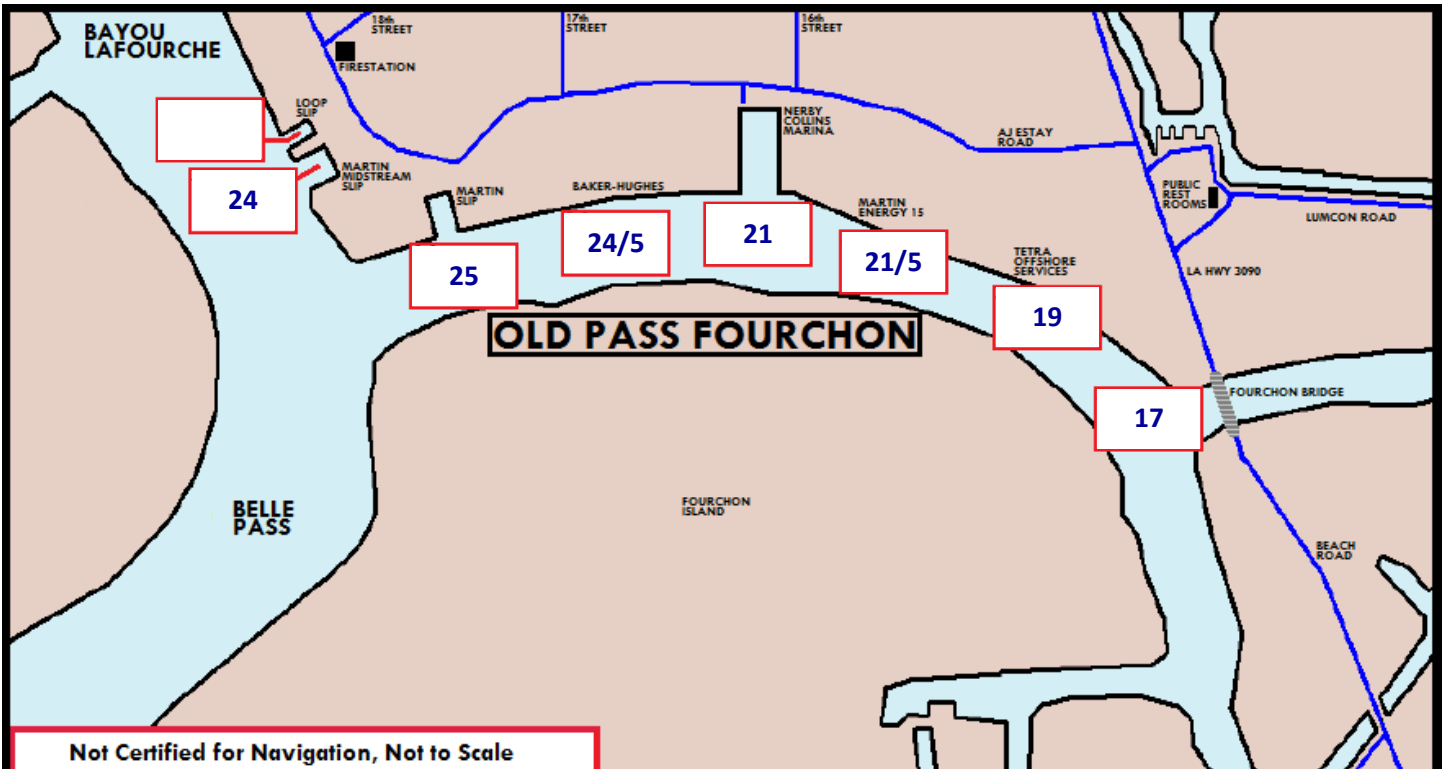 BAYOU
LAFOURCHE
18th
STREET
17th
STREET
16th
STREET
FIRESTATION
LOOP
SLIP
NERBY
COLLINS
MARINA
AJ ESTAY
ROAD
MARTIN
MIDSTREAM
SLIP
24
MARTIN
SLIP
BAKER-HUGHES
MARTIN
ENERGY 15
PUBLIC
REST
ROOMS
LUMCON ROAD
25
24/5
21
21/5
TETRA
OFFSHORE
SERVICES
19
LA HWY 3090
OLD PASS FOURCHON
17
FOURCHON BRIDGE
BELLE
PASS
FOURCHON
ISLAND
BEACH
ROAD
Not Certified for Navigation, Not to Scale